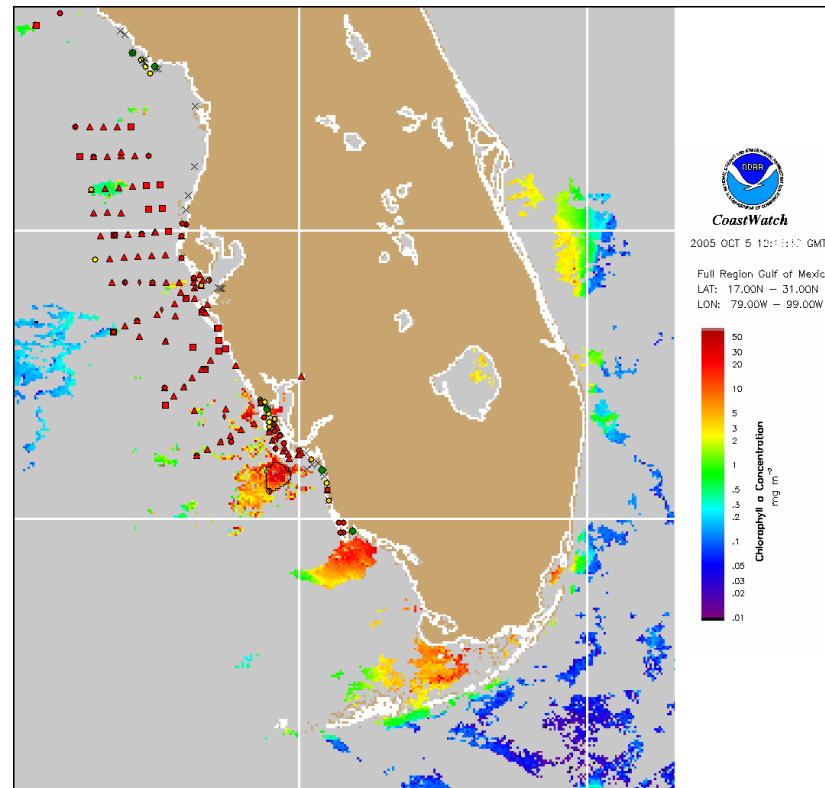 NOAA
CoastWatch
2005 OCT 5 GMT
Full Region Gulf of Mexic
LAT: 17.00N – 31.00N
LON: 79.00W – 99.00W
50
30
20
10
5
3
2
1
.5
.3
.2
.1
.05
.03
.02
.01
Chlorophyll a Concentration
mg m⁻³